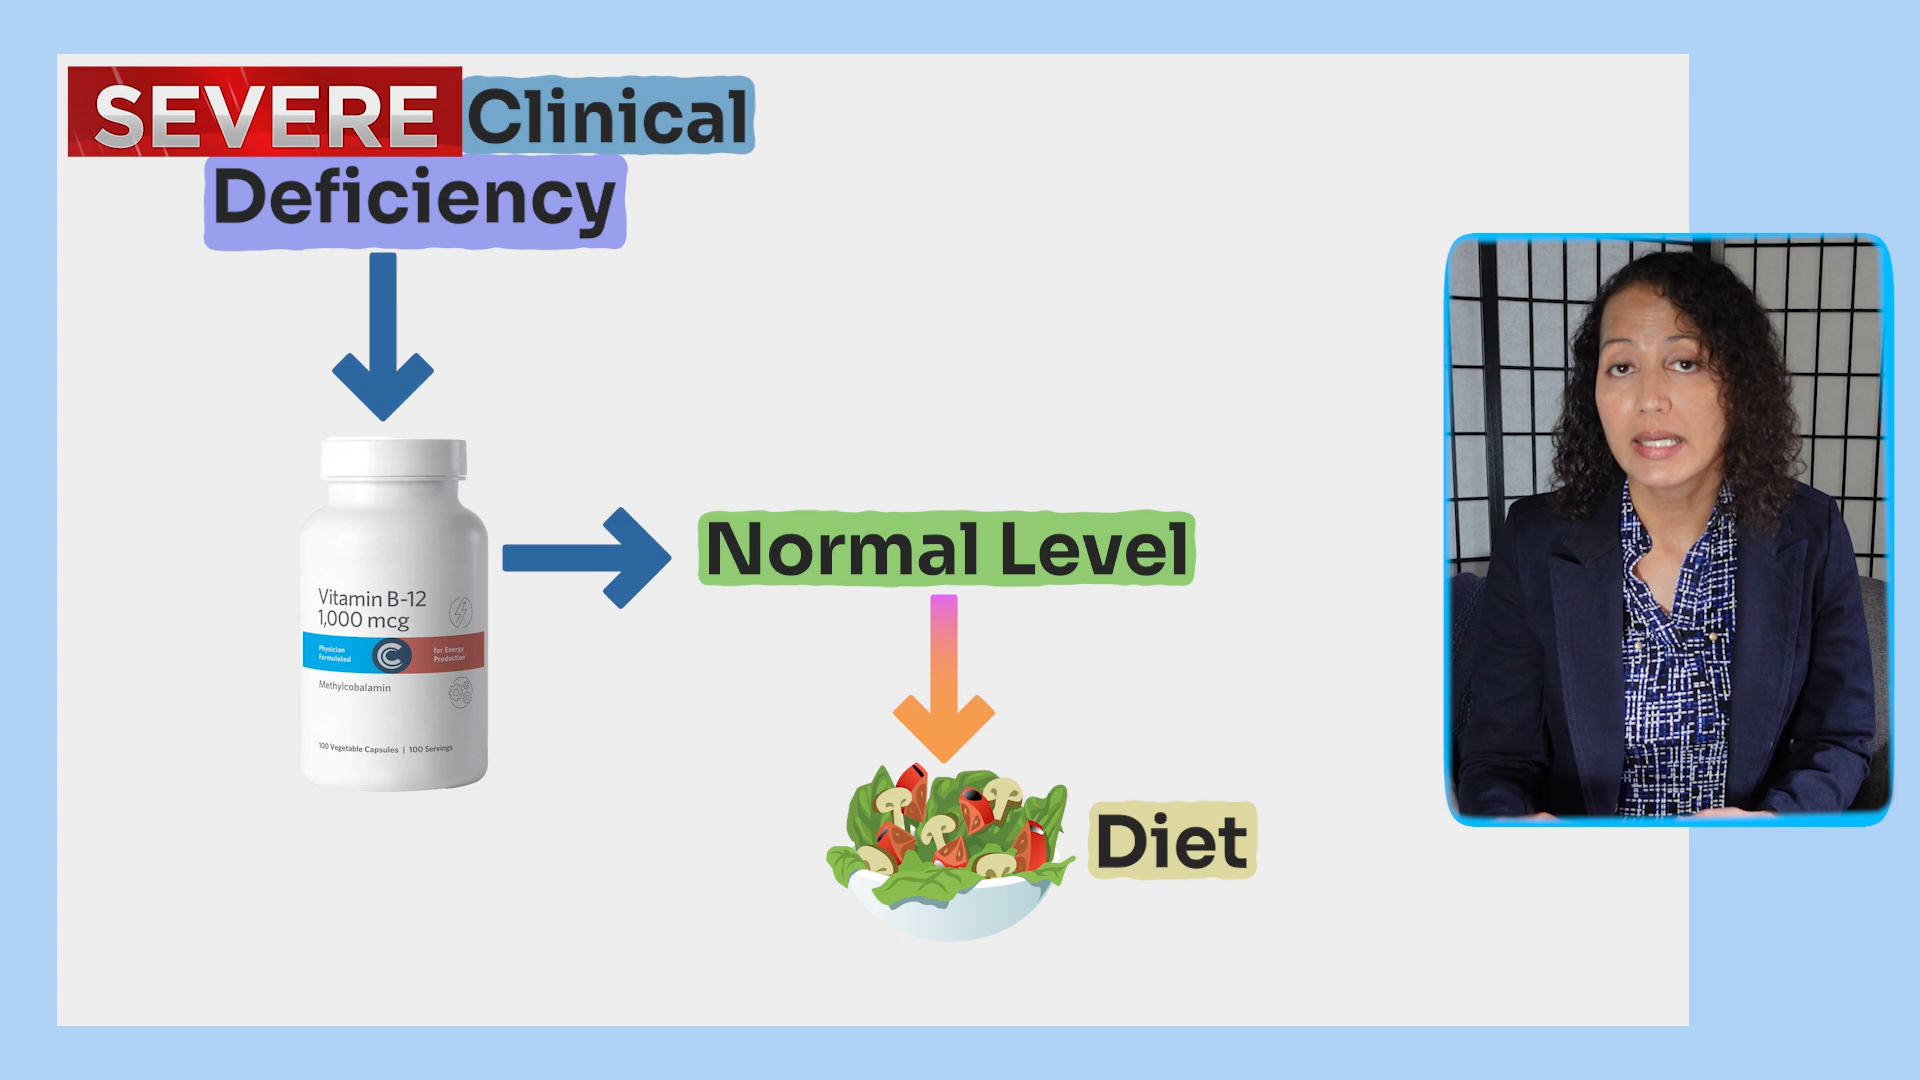 SEVERE Clinical
Deficiency
Vitamin B-12
1,000 mcg
Physician
Formulated
C
for Energy
Production
Methylcobalamin
100 Vegetable Capsules | 100 Servings
Normal Level
Diet